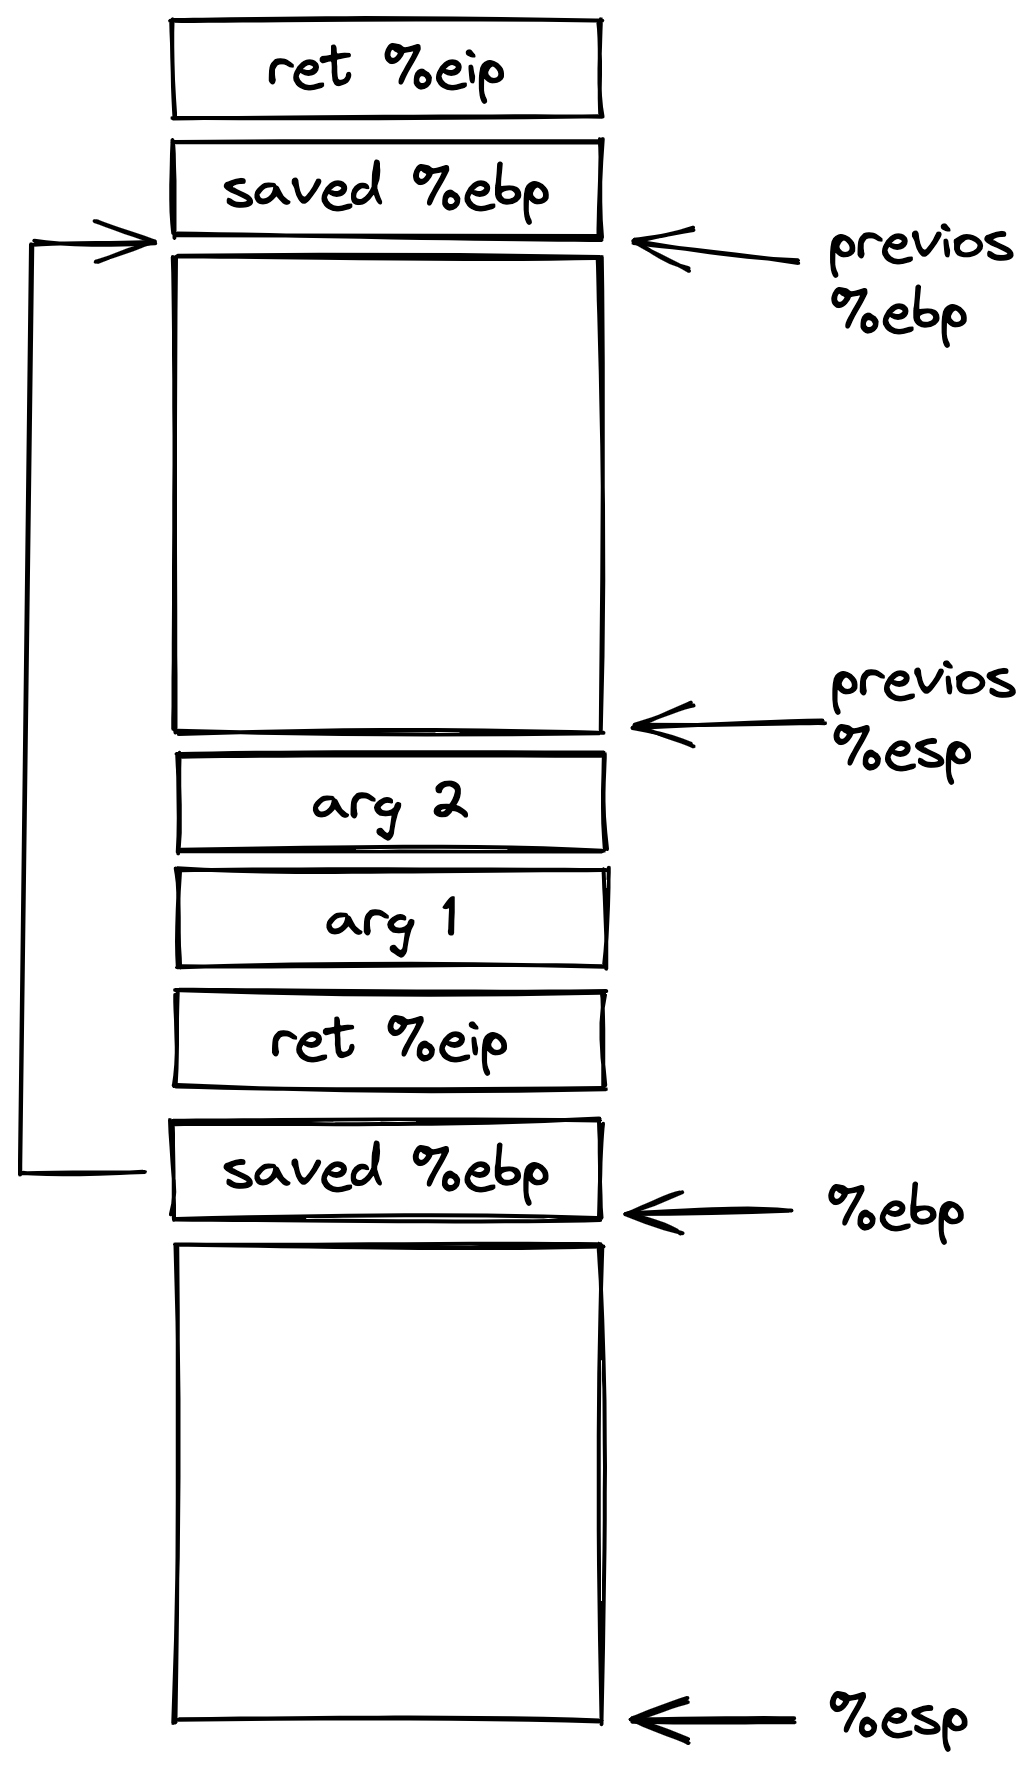 ret %eip
saved %ebp
previos
%ebp
previos
%esp
arg 2
arg 1
ret %eip
saved %ebp
%ebp
%esp